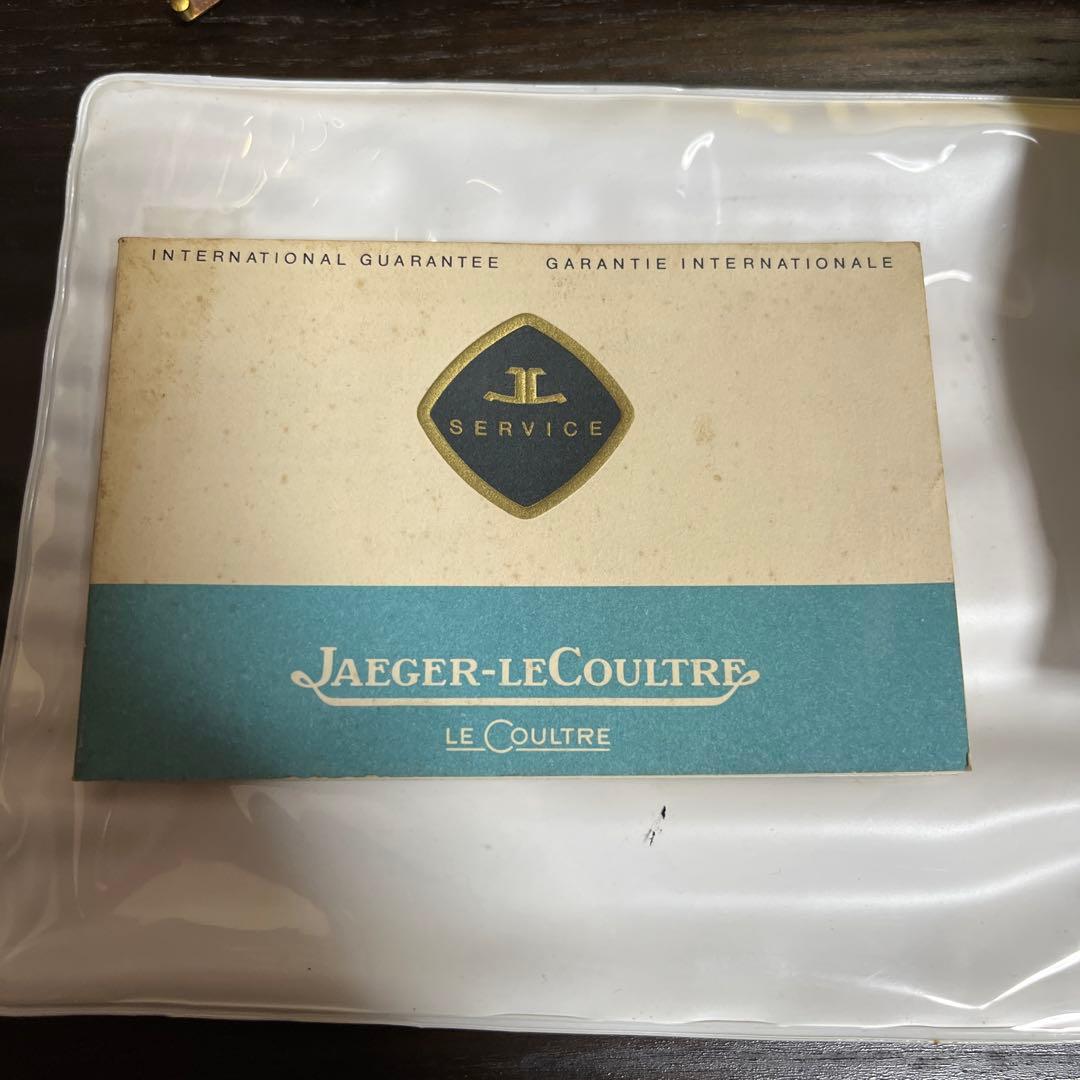 INTERNATIONAL GUARANTEE GARANTIE INTERNATIONALE
SERVICE
JAEGER-LECOULTRE
LE COULTRE